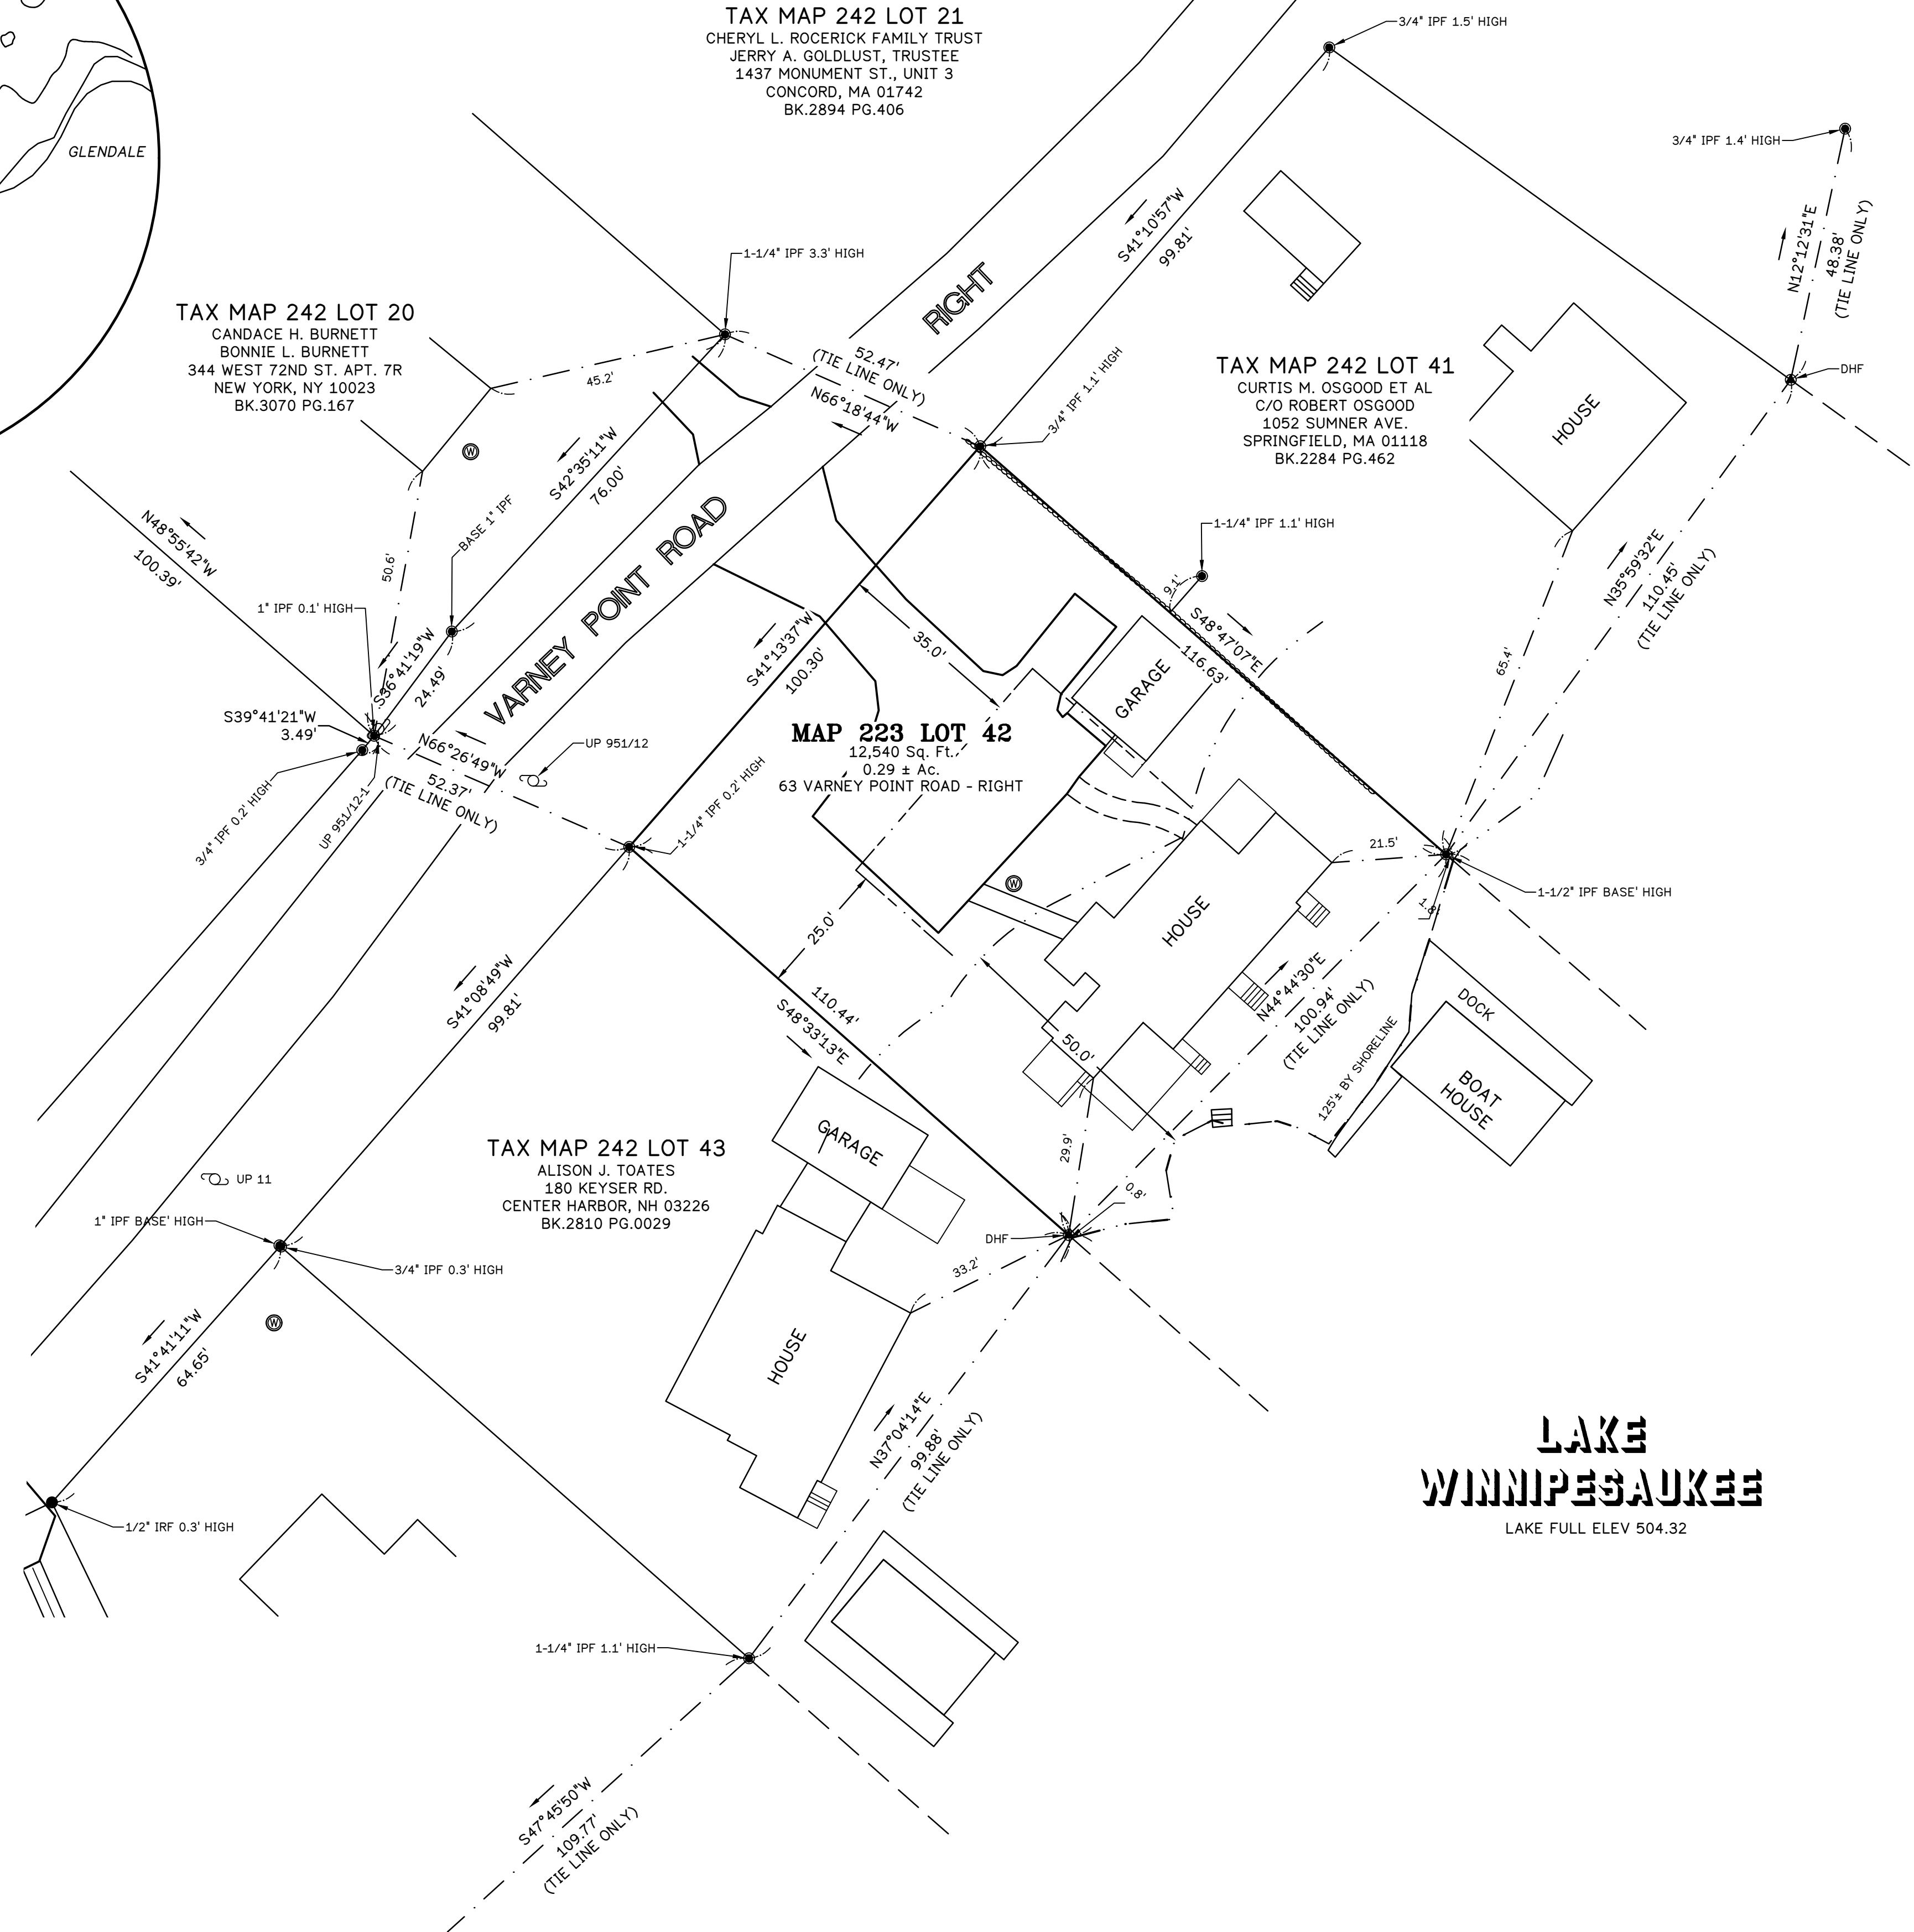 TAX MAP 242 LOT 21
CHERYL L. ROCERICK FAMILY TRUST
JERRY A. GOLDLUST, TRUSTEE
1437 MONUMENT ST., UNIT 3
CONCORD, MA 01742
BK.2894 PG.406
3/4" IPF 1.5' HIGH
GLENDALE
3/4" IPF 1.4' HIGH
S41°10'57"W
99.81'
N12°12'31"E
48.38'
(TIE LINE ONLY)
1-1/4" IPF 3.3' HIGH
RIGHT
TAX MAP 242 LOT 20
CANDACE H. BURNETT
BONNIE L. BURNETT
344 WEST 72ND ST. APT. 7R
NEW YORK, NY 10023
BK.3070 PG.167
45.2'
52.47'
(TIE LINE ONLY)
N66°18'44"W
3/4" IPF 1.1' HIGH
TAX MAP 242 LOT 41
CURTIS M. OSGOOD ET AL
C/O ROBERT OSGOOD
1052 SUMNER AVE.
SPRINGFIELD, MA 01118
BK.2284 PG.462
HOUSE
DHF
W
S42°35'11"W
76.00'
N48°55'42"W
100.39'
50.6'
BASE 1" IPF
VARNEY POINT ROAD
1-1/4" IPF 1.1' HIGH
9.1'
N35°59'32"E
110.45'
(TIE LINE ONLY)
1" IPF 0.1' HIGH
S36°41'19"W
24.49'
S41°13'37"W
100.30'
35.0'
S48°47'07"E
116.63'
GARAGE
65.4'
S39°41'21"W
3.49'
N66°26'49"W
52.37'
(TIE LINE ONLY)
UP 951/12
MAP 223 LOT 42
12,540 Sq. Ft.
0.29 ± Ac.
63 VARNEY POINT ROAD - RIGHT
3/4" IPF 0.2' HIGH
UP 951/12-1
1-1/4" IPF 0.2' HIGH
21.5'
W
1-1/2" IPF BASE' HIGH
1.8'
HOUSE
25.0'
S41°08'49"W
99.81'
110.44'
S48°33'13"E
50.0'
N44°44'30"E
100.94'
(TIE LINE ONLY)
DOCK
125'± BY SHORELINE
BOAT
HOUSE
GARAGE
29.9'
TAX MAP 242 LOT 43
ALISON J. TOATES
180 KEYSER RD.
CENTER HARBOR, NH 03226
BK.2810 PG.0029
UP 11
0.8'
1" IPF BASE' HIGH
DHF
3/4" IPF 0.3' HIGH
33.2'
W
S41°41'11"W
64.65'
HOUSE
N37°04'14"E
99.88'
(TIE LINE ONLY)
LAKE
WINNIPESAUKEE
LAKE FULL ELEV 504.32
1/2" IRF 0.3' HIGH
1-1/4" IPF 1.1' HIGH
S47°45'50"W
109.77'
(TIE LINE ONLY)